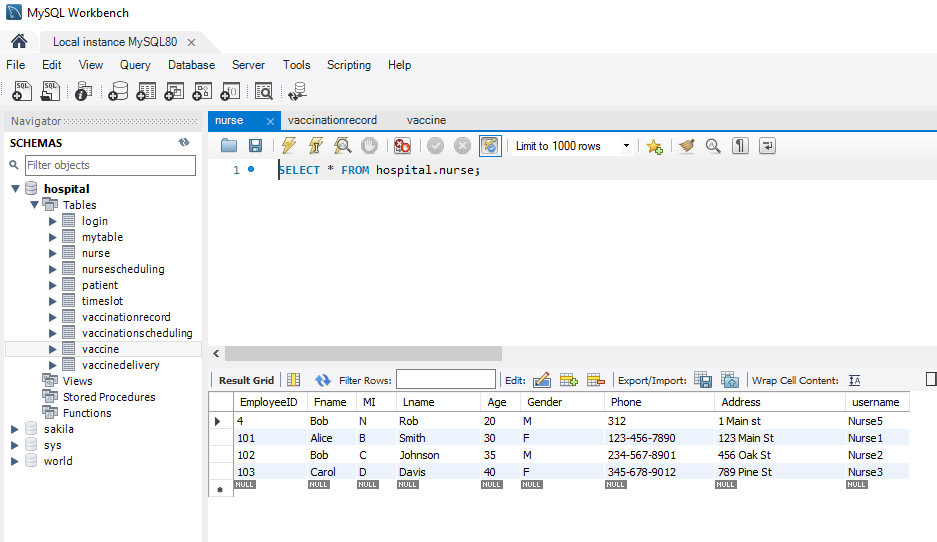 MySQL Workbench
Local instance MySQL80
File Edit View Query Database Server Tools Scripting Help
Navigator
SCHEMAS
Filter objects
hospital
Tables
login
mytable
nurse
nursescheduling
patient
timeslot
vaccinationrecord
vaccinationscheduling
vaccine
vaccinedelivery
Views
Stored Procedures
Functions
sakila
sys
world
nurse vaccinationrecord vaccine
Limit to 1000 rows
1 SELECT * FROM hospital.nurse;
Result Grid Filter Rows: Edit: Export/Import: Wrap Cell Content:
EmployeeID Fname MI Lname Age Gender Phone Address username
4 Bob N Rob 20 M 312 1 Main st Nurse5
101 Alice B Smith 30 F 123-456-7890 123 Main St Nurse1
102 Bob C Johnson 35 M 234-567-8901 456 Oak St Nurse2
103 Carol D Davis 40 F 345-678-9012 789 Pine St Nurse3
NULL NULL NULL NULL NULL NULL NULL NULL NULL